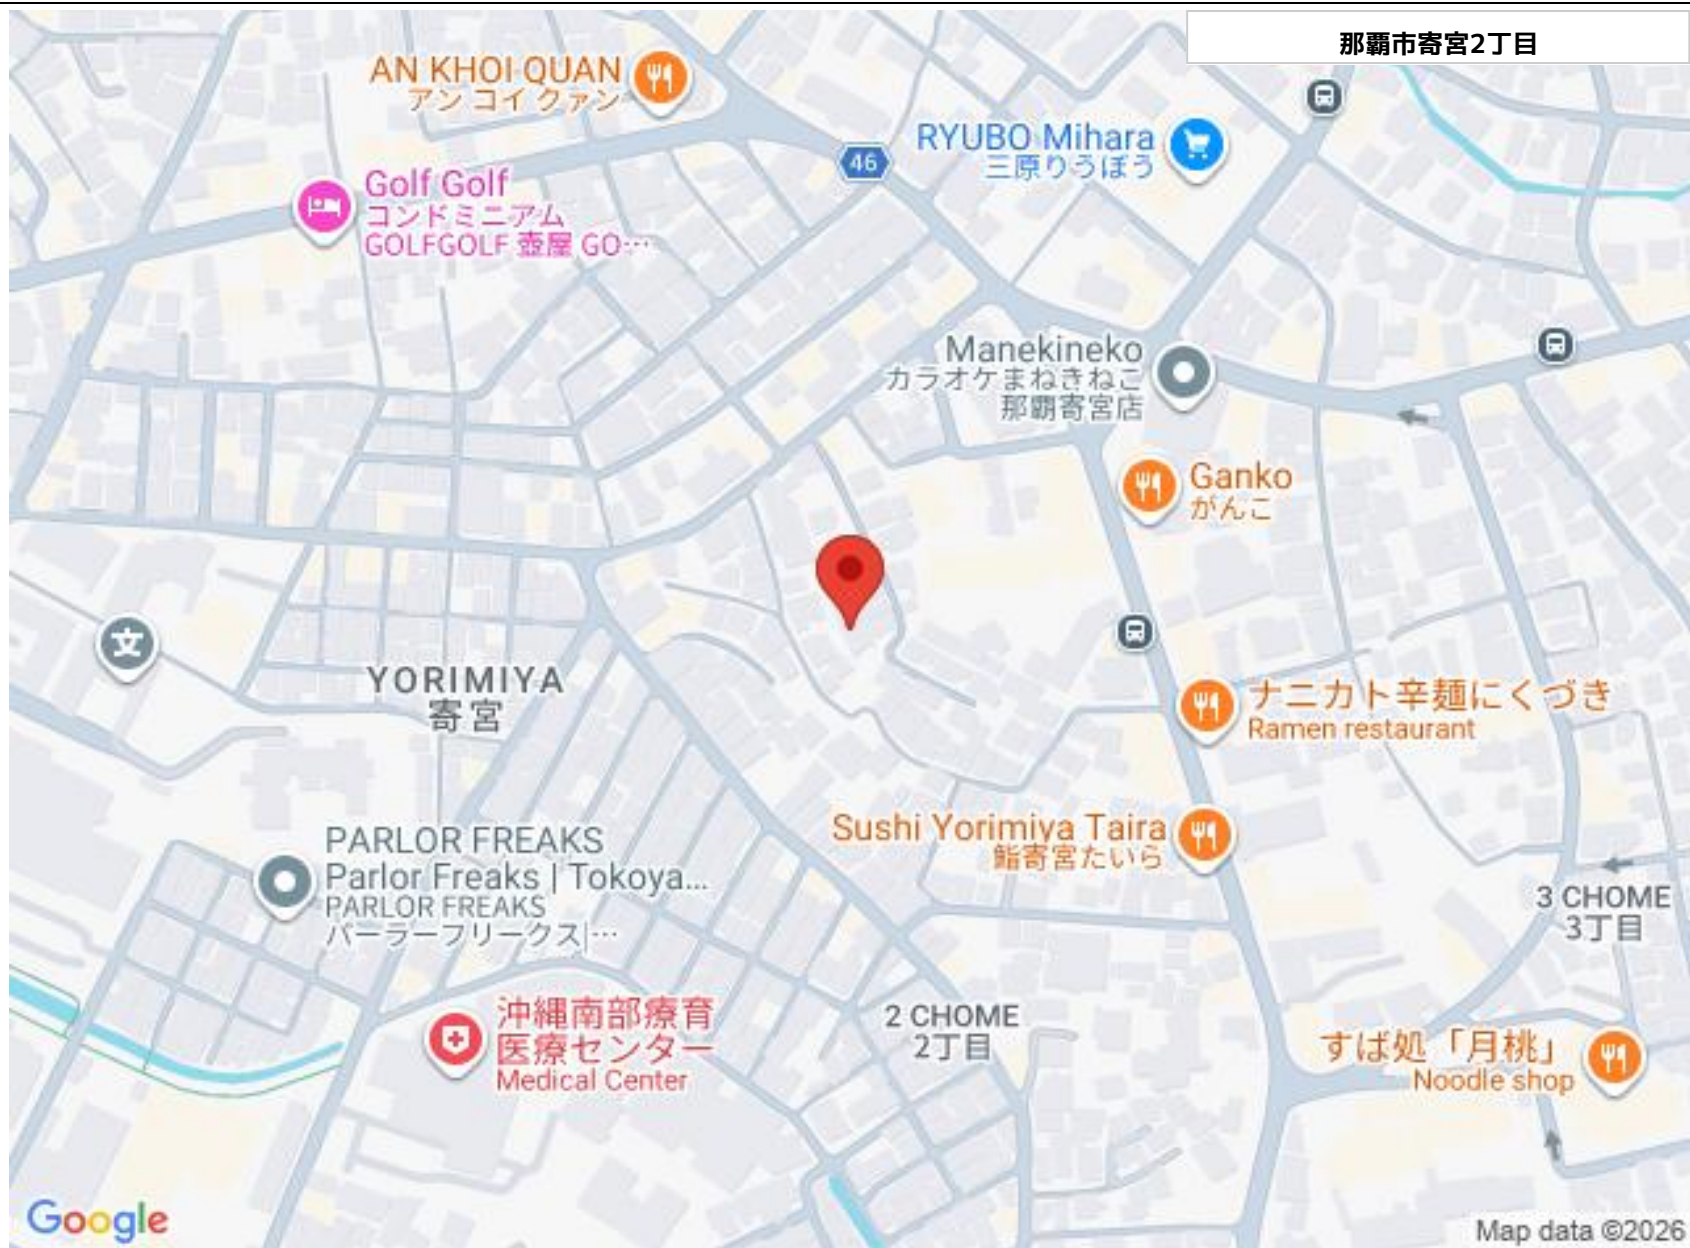 那覇市寄宮2丁目
AN KHOI QUAN
アン コイ クァン
RYUBO Mihara
三原りうぼう
46
Golf Golf
コンドミニアム
GOLFGOLF 壺屋 GO…
Manekineko
カラオケまねきねこ
那覇寄宮店
Ganko
がんこ
文
YORIMIYA
寄宮
ナニカト辛麺にくづき
Ramen restaurant
Sushi Yorimiya Taira
鮨寄宮たいら
PARLOR FREAKS
Parlor Freaks | Tokoya...
PARLOR FREAKS
パーラーフリークス|…
3 CHOME
3丁目
沖縄南部療育
医療センター
Medical Center
2 CHOME
2丁目
すば処「月桃」
Noodle shop
Google
Map data ©2026